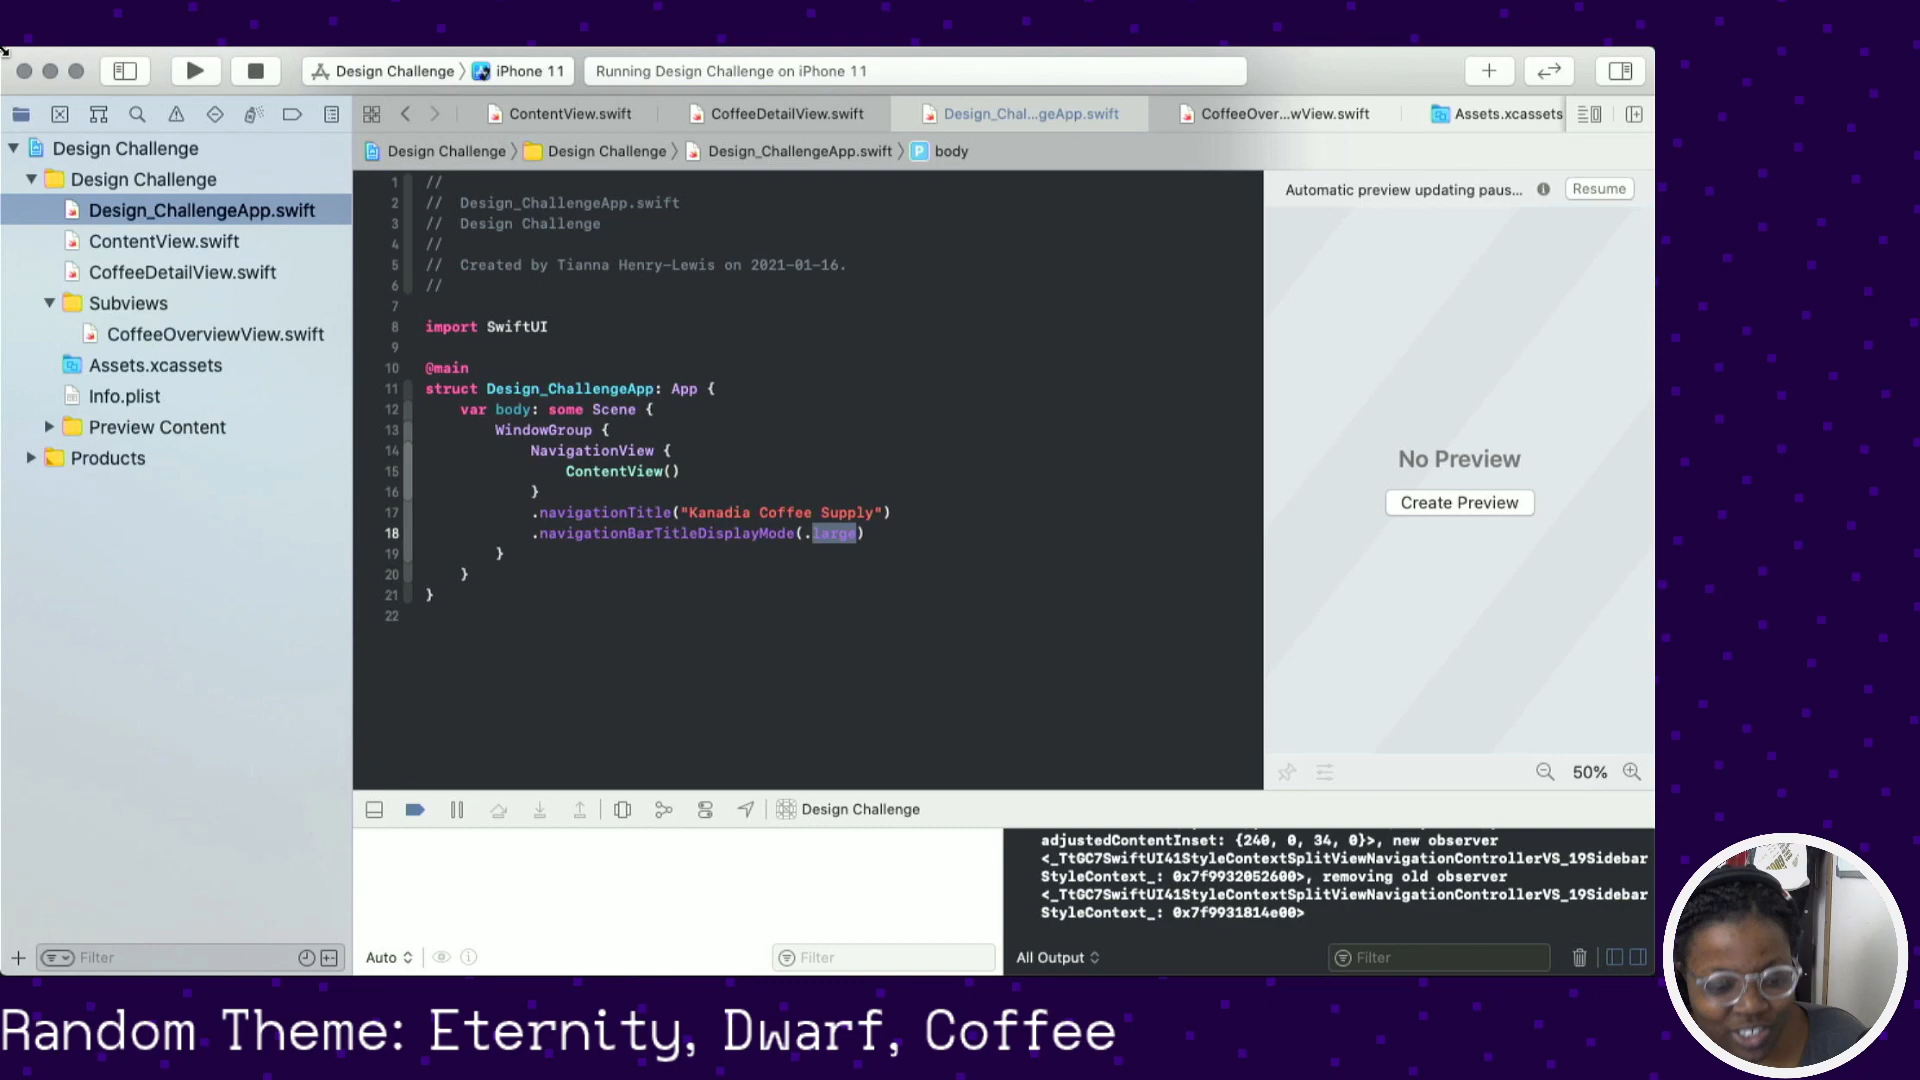 Design Challenge 〉 iPhone 11
Running Design Challenge on iPhone 11
ContentView.swift
CoffeeDetailView.swift
Design_Chal...geApp.swift
CoffeeOver...wView.swift
Assets.xcassets
Design Challenge 〉 Design Challenge 〉 Design_ChallengeApp.swift 〉 P body
Design Challenge
Design Challenge
Design_ChallengeApp.swift
ContentView.swift
CoffeeDetailView.swift
Subviews
CoffeeOverviewView.swift
Assets.xcassets
Info.plist
Preview Content
Products
Filter
1 //
2 // Design_ChallengeApp.swift
3 // Design Challenge
4 //
5 // Created by Tianna Henry-Lewis on 2021-01-16.
6 //
7
8 import SwiftUI
9
10 @main
11 struct Design_ChallengeApp: App {
12 var body: some Scene {
13 WindowGroup {
14 NavigationView {
15 ContentView()
16 }
17 .navigationTitle("Kanadia Coffee Supply")
18 .navigationBarTitleDisplayMode(.large)
19 }
20 }
21 }
22
Automatic preview updating paus...
Resume
No Preview
Create Preview
50%
Design Challenge
adjustedContentInset: {240, 0, 34, 0}>, new observer
<_TtGC7SwiftUI41StyleContextSplitViewNavigationControllerVS_19Sidebar
StyleContext_: 0x7f9932052600>, removing old observer
<_TtGC7SwiftUI41StyleContextSplitViewNavigationControllerVS_19Sidebar
StyleContext_: 0x7f9931814e00>
Auto
Filter
All Output
Filter
Random Theme: Eternity, Dwarf, Coffee